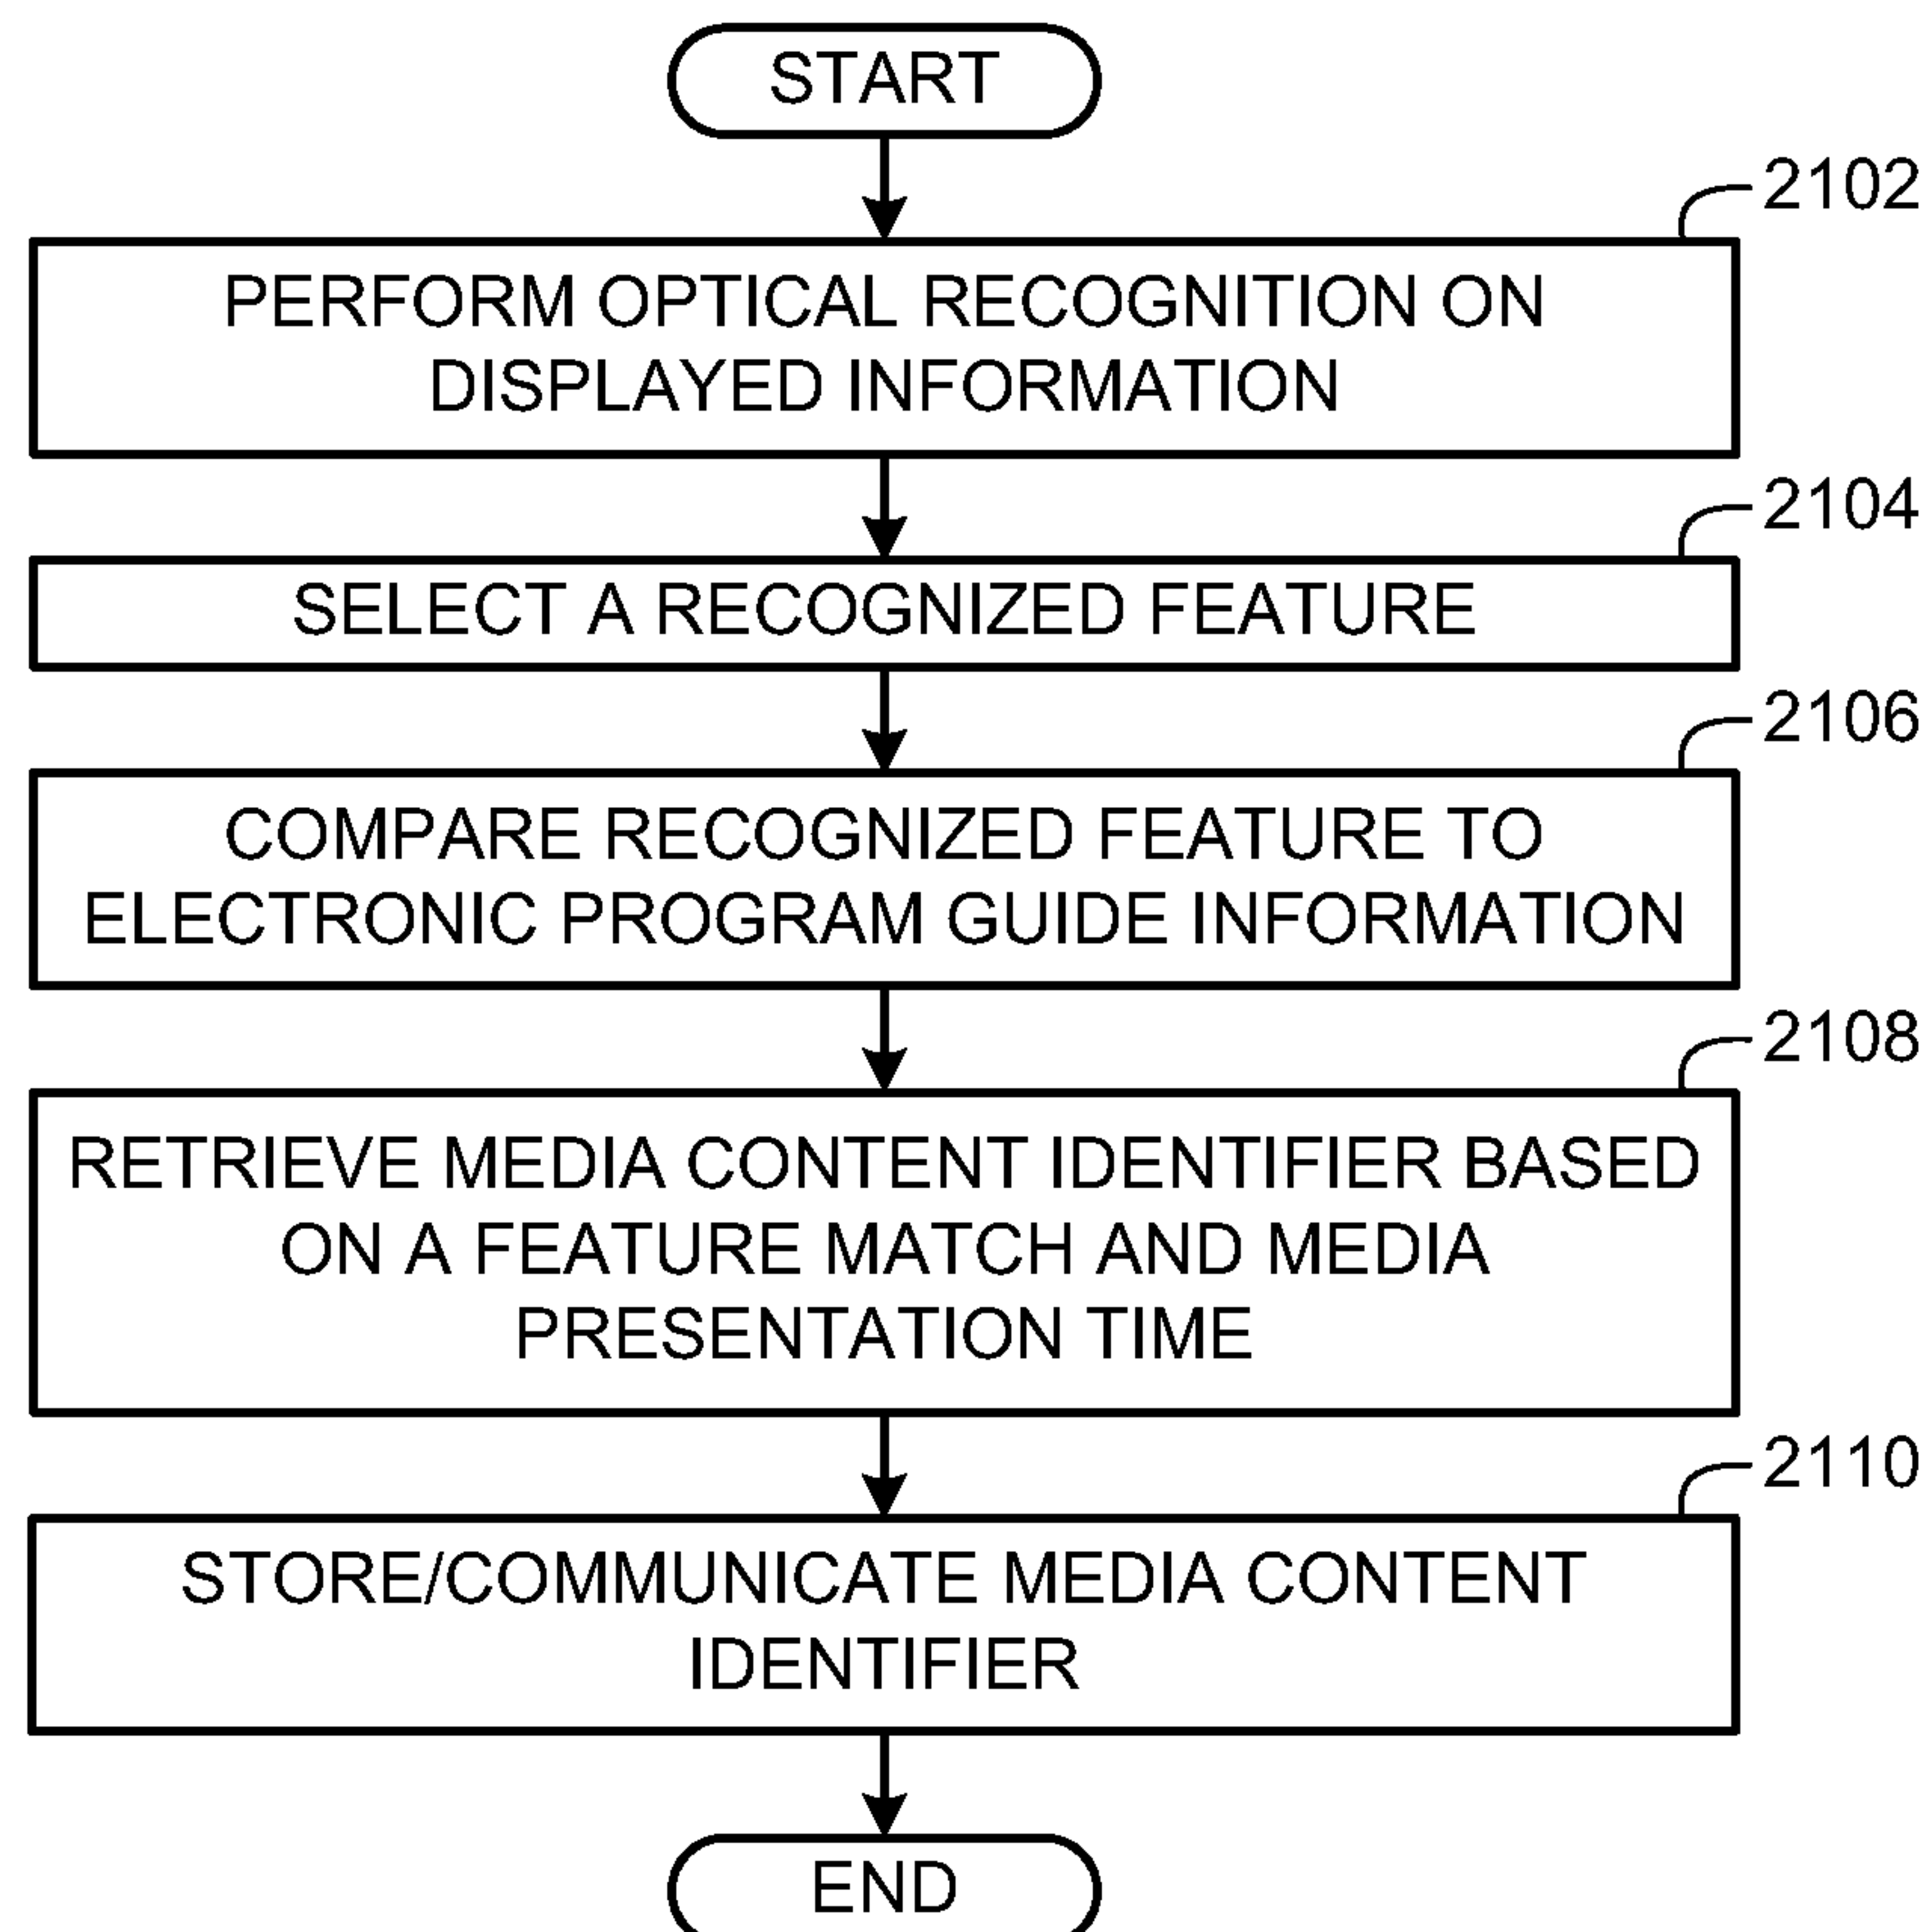 START
2102
PERFORM OPTICAL RECOGNITION ON
DISPLAYED INFORMATION
2104
SELECT A RECOGNIZED FEATURE
2106
COMPARE RECOGNIZED FEATURE TO
ELECTRONIC PROGRAM GUIDE INFORMATION
2108
RETRIEVE MEDIA CONTENT IDENTIFIER BASED
ON A FEATURE MATCH AND MEDIA
PRESENTATION TIME
2110
STORE/COMMUNICATE MEDIA CONTENT
IDENTIFIER
END